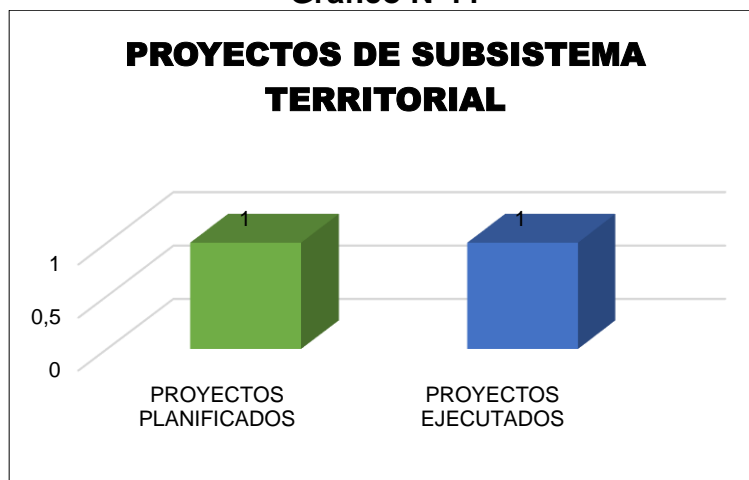 PROYECTOS DE SUBSISTEMA
TERRITORIAL
1
1
1
0,5
0
PROYECTOS
PLANIFICADOS
PROYECTOS
EJECUTADOS